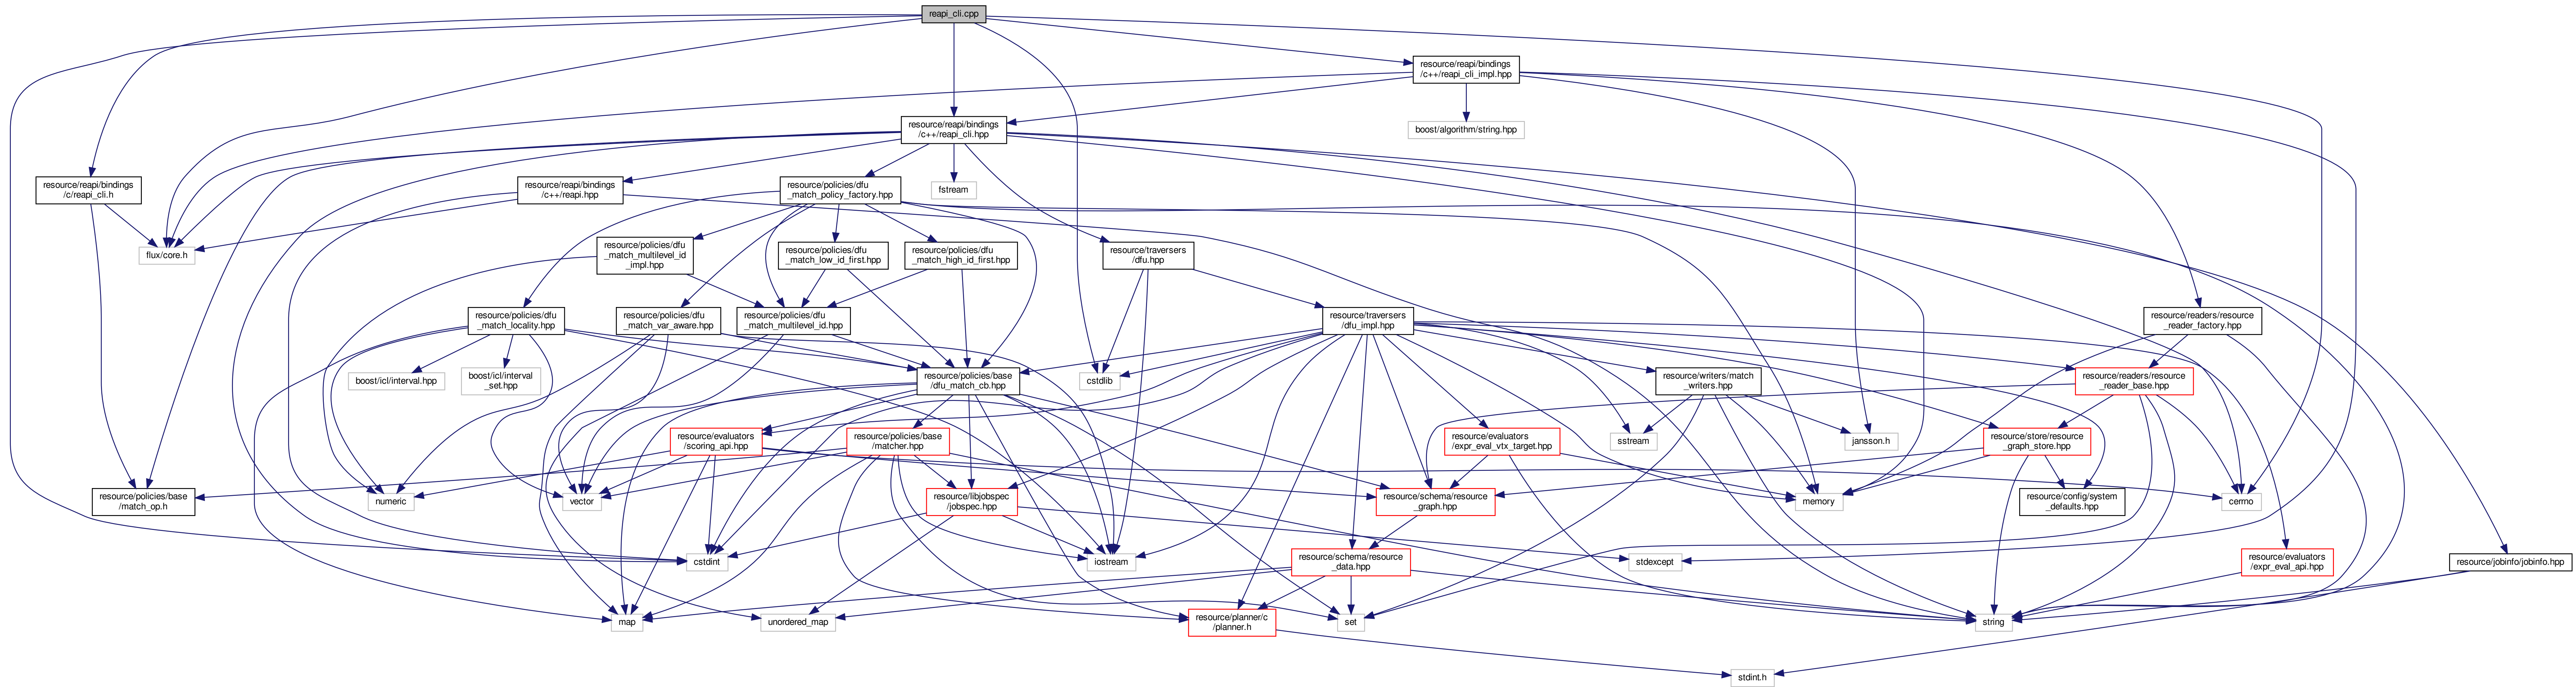 reapi_cli.cpp
resource/reapi/bindings
/c++/reapi_cli_impl.hpp
resource/reapi/bindings
/c++/reapi_cli.hpp
boost/algorithm/string.hpp
resource/reapi/bindings
/c/reapi_cli.h
resource/reapi/bindings
/c++/reapi.hpp
resource/policies/dfu
_match_policy_factory.hpp
fstream
flux/core.h
resource/policies/dfu
_match_multilevel_id
_impl.hpp
resource/policies/dfu
_match_low_id_first.hpp
resource/policies/dfu
_match_high_id_first.hpp
resource/traversers
/dfu.hpp
resource/policies/dfu
_match_locality.hpp
resource/policies/dfu
_match_var_aware.hpp
resource/policies/dfu
_match_multilevel_id.hpp
resource/traversers
/dfu_impl.hpp
resource/readers/resource
_reader_factory.hpp
boost/icl/interval.hpp
boost/icl/interval
_set.hpp
resource/policies/base
/dfu_match_cb.hpp
cstdlib
resource/writers/match
_writers.hpp
resource/readers/resource
_reader_base.hpp
resource/evaluators
/scoring_api.hpp
resource/policies/base
/matcher.hpp
resource/evaluators
/expr_eval_vtx_target.hpp
sstream
jansson.h
resource/store/resource
_graph_store.hpp
resource/policies/base
/match_op.h
numeric
vector
resource/libjobspec
/jobspec.hpp
resource/schema/resource
_graph.hpp
memory
resource/config/system
_defaults.hpp
cerrno
cstdint
iostream
resource/schema/resource
_data.hpp
stdexcept
resource/evaluators
/expr_eval_api.hpp
resource/jobinfo/jobinfo.hpp
map
unordered_map
resource/planner/c
/planner.h
set
string
stdint.h